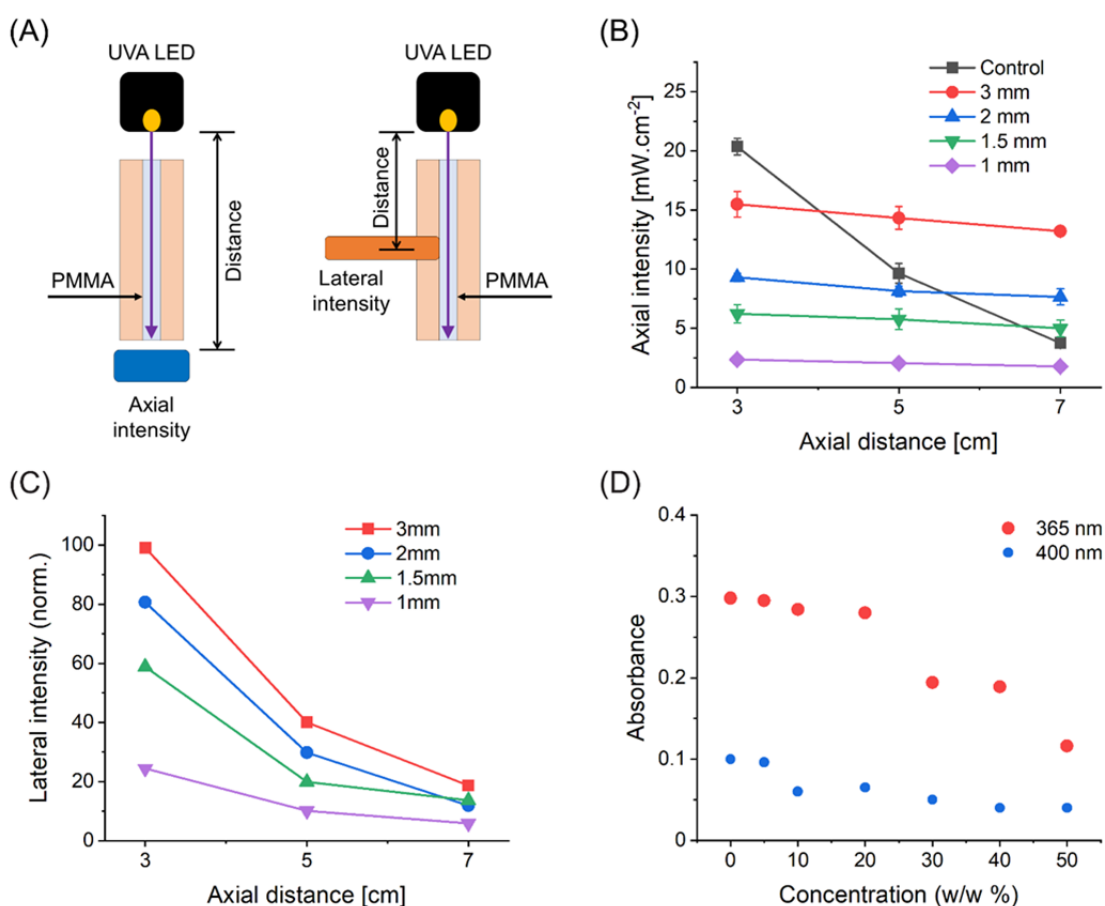 (A)
UVA LED
UVA LED
Distance
Distance
PMMA
PMMA
Lateral
intensity
Axial
intensity
(B)
Control
3 mm
2 mm
1.5 mm
1 mm
25
20
15
10
5
0
Axial intensity [mW.cm-2]
3
5
7
Axial distance [cm]
(C)
3mm
2mm
1.5mm
1mm
100
80
60
40
20
0
Lateral intensity (norm.)
3
5
7
Axial distance [cm]
(D)
365 nm
400 nm
0.4
0.3
0.2
0.1
0
Absorbance
0
10
20
30
40
50
Concentration (w/w %)